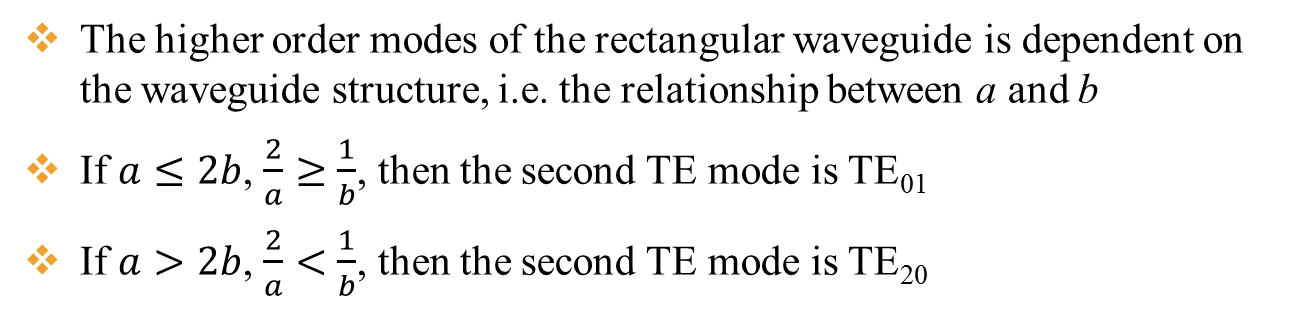 ❖ The higher order modes of the rectangular waveguide is dependent on
the waveguide structure, i.e. the relationship between a and b
❖ If a ≤ 2b, 2/a ≥ 1/b, then the second TE mode is TE₀₁
❖ If a > 2b, 2/a < 1/b, then the second TE mode is TE₂₀